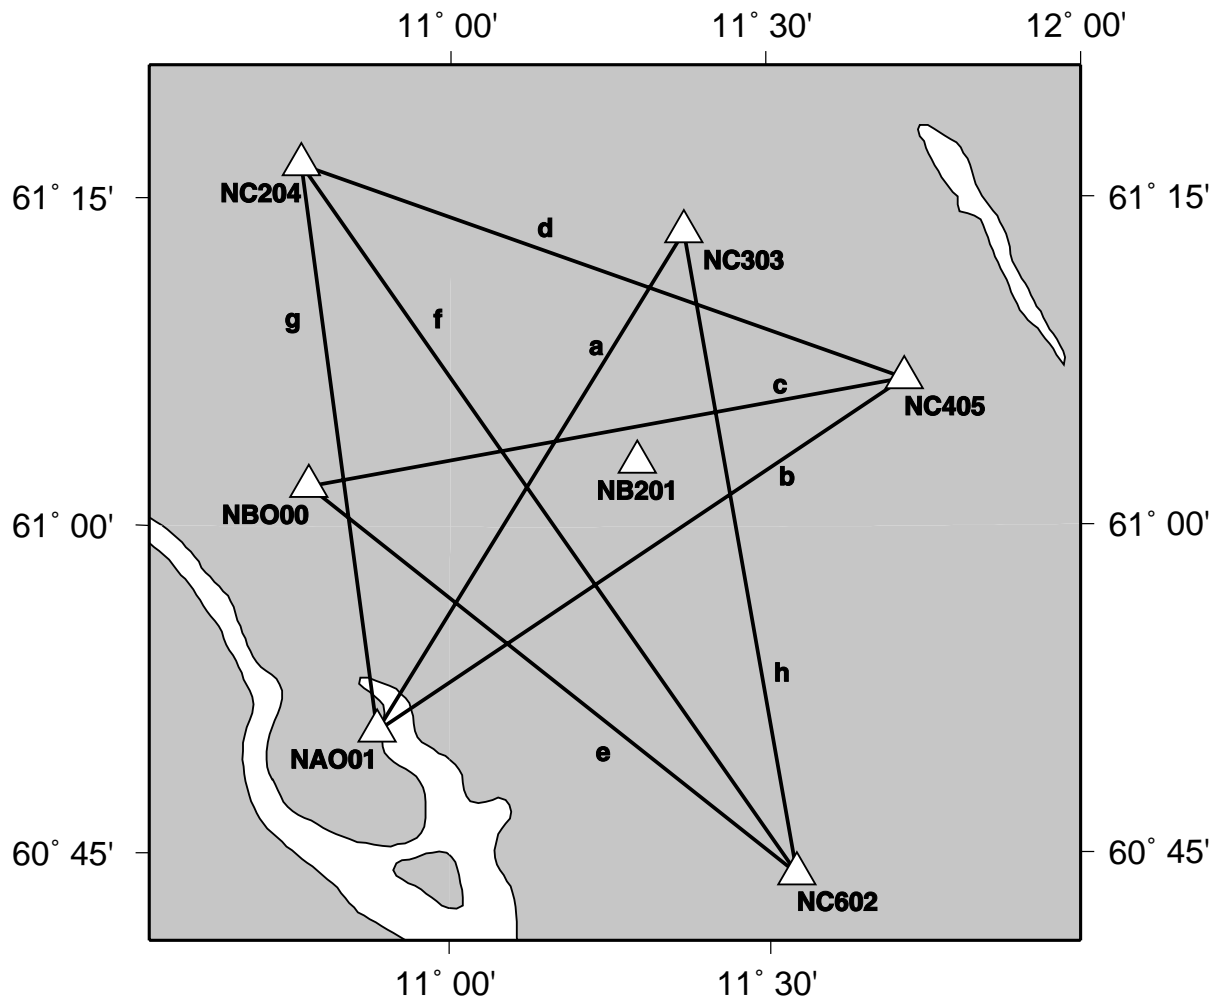 11° 00' 11° 30' 12° 00'
NC204
61° 15' 61° 15'
d
NC303
g f
a
c
NC405
b
NB201
NBO00
61° 00' 61° 00'
h
e
NAO01
60° 45' 60° 45'
NC602
11° 00' 11° 30'